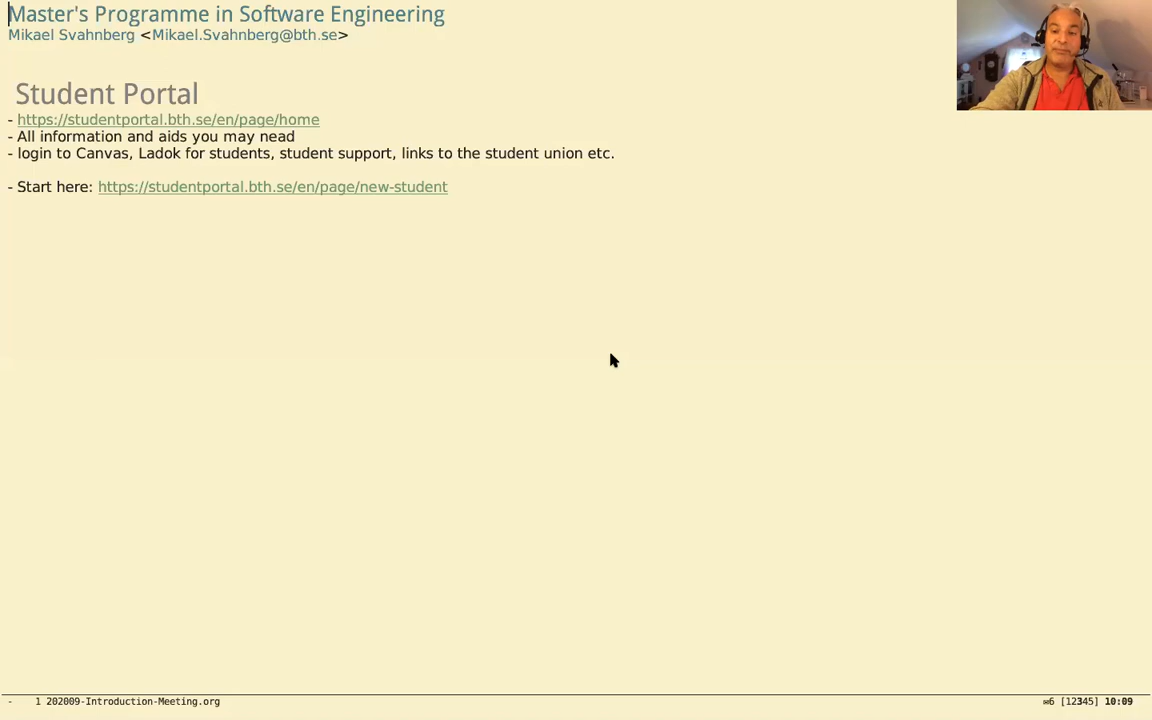 Master's Programme in Software Engineering
Mikael Svahnberg <Mikael.Svahnberg@bth.se>
Student Portal
- https://studentportal.bth.se/en/page/home
- All information and aids you may nead
- login to Canvas, Ladok for students, student support, links to the student union etc.
- Start here: https://studentportal.bth.se/en/page/new-student
- 1 202009-Introduction-Meeting.org ✉6 [12345] 10:09